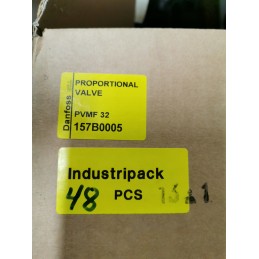 Danfoss
PROPORTIONAL
VALVE
PVMF 32
157B0005
Industripack
48 PCS